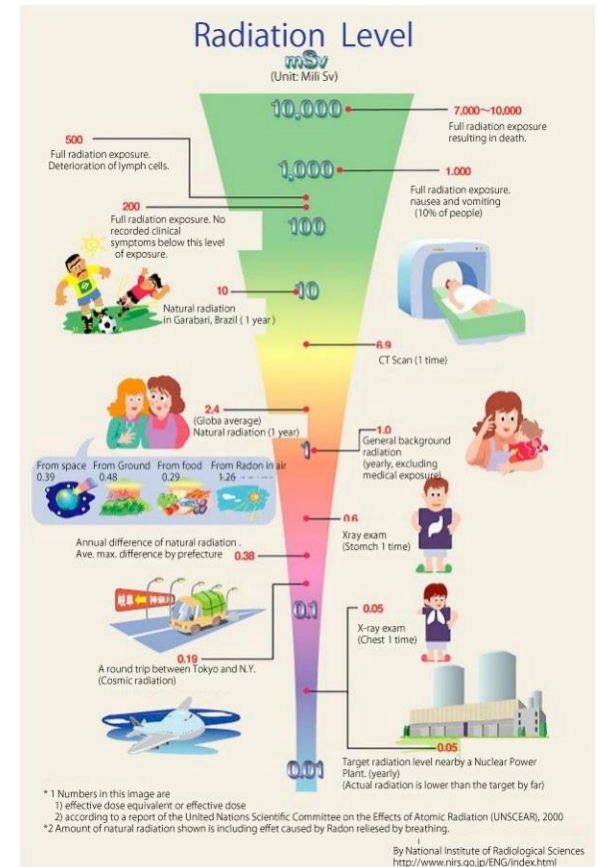 Radiation Level
mSv
(Unit: Mili Sv)
10,000
7,000~10,000
Full radiation exposure
resulting in death.
500
Full radiation exposure.
Deterioration of lymph cells.
1,000
1.000
Full radiation exposure.
nausea and vomiting
(10% of people)
200
Full radiation exposure. No
recorded clinical
symptoms below this level
of exposure.
100
10
Natural radiation
in Garabari, Brazil ( 1 year )
10
6.9
CT Scan (1 time)
2.4
(Globa average)
Natural radiation (1 year)
1
1.0
General background
radiation
(yearly, excluding
medical exposure)
From space
0.39
From Ground
0.48
From food
0.29
From Radon in air
1.26
0.6
Xray exam
(Stomch 1 time)
Annual difference of natural radiation .
Ave. max. difference by prefecture 0.38
岐阜 神奈川
0.1
0.05
X-ray exam
(Chest 1 time)
0.19
A round trip between Tokyo and N.Y.
(Cosmic radiation)
0.05
Target radiation level nearby a Nuclear Power
Plant. (yearly)
(Actual radiation is lower than the target by far)
0.01
* 1 Numbers in this image are
1) effective dose equivalent or effective dose
2) according to a report of the United Nations Scientific Committee on the Effects of Atomic Radiation (UNSCEAR), 2000
*2 Amount of natural radiation shown is including effet caused by Radon reliesed by breathing.
By National Institute of Radiological Sciences
http://www.nirs.go.jp/ENG/index.html